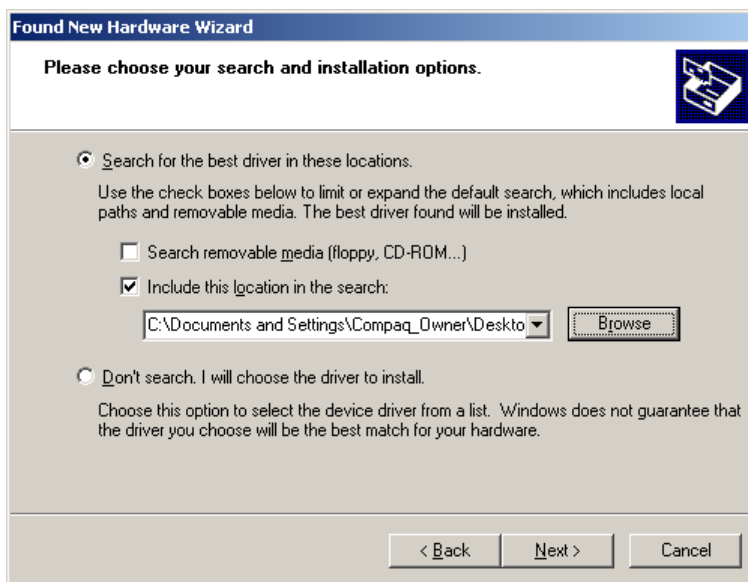 Found New Hardware Wizard
Please choose your search and installation options.
Search for the best driver in these locations.
Use the check boxes below to limit or expand the default search, which includes local
paths and removable media. The best driver found will be installed.
Search removable media (floppy, CD-ROM...)
Include this location in the search:
C:\Documents and Settings\Compaq_Owner\Deskto
Browse
Don't search. I will choose the driver to install.
Choose this option to select the device driver from a list. Windows does not guarantee that
the driver you choose will be the best match for your hardware.
< Back
Next >
Cancel